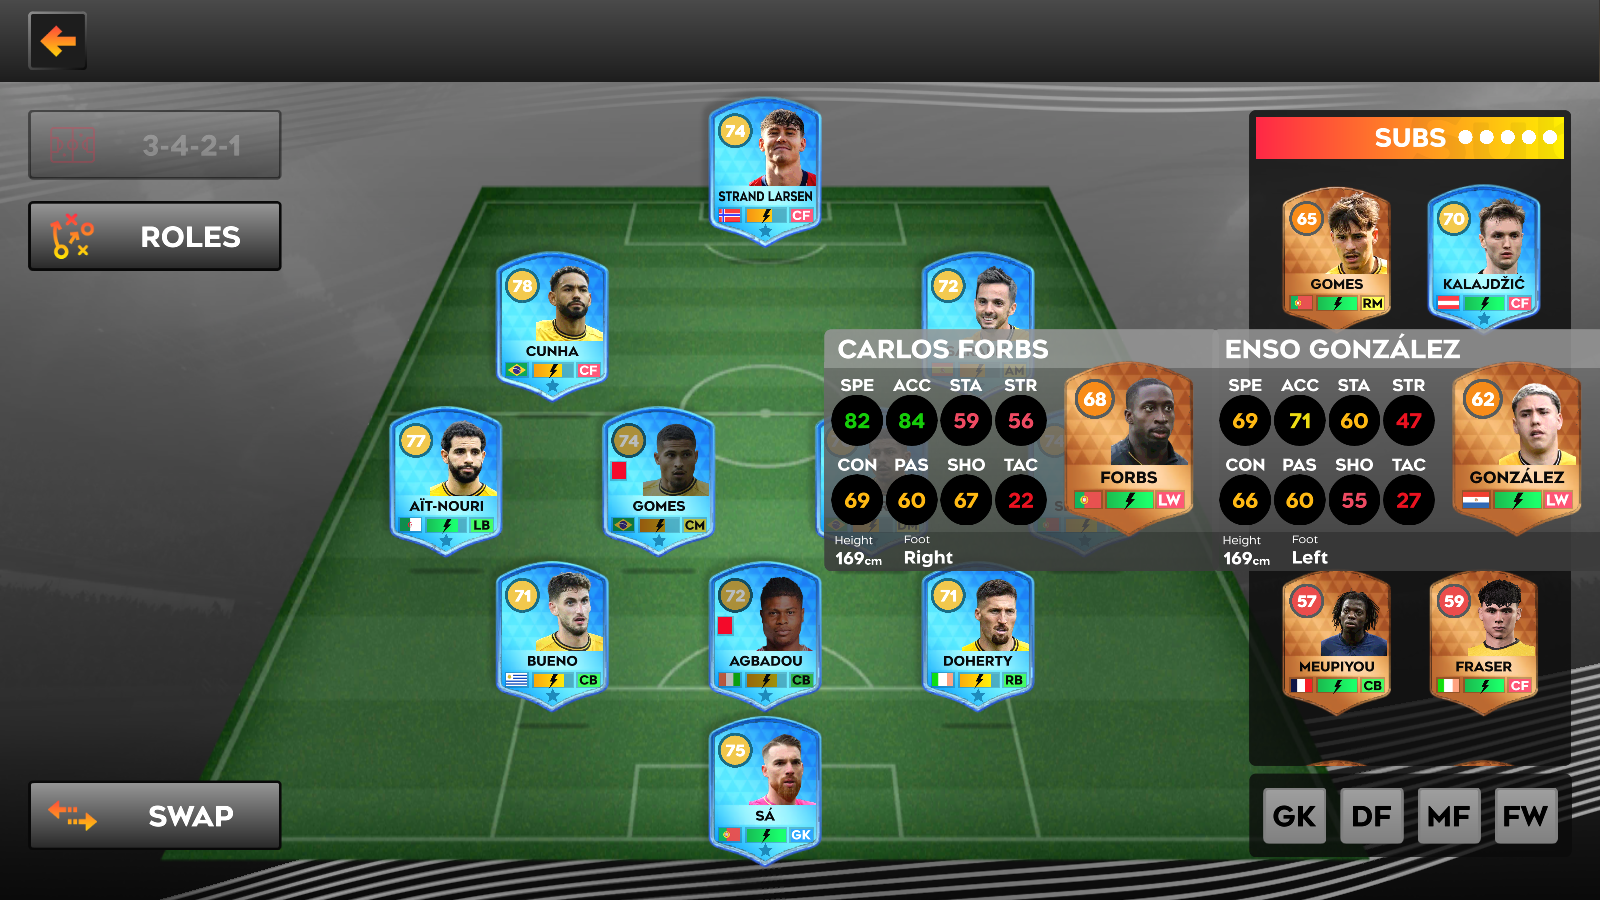 3-4-2-1
ROLES
SWAP
74
STRAND LARSEN
CF
78
CUNHA
CF
72
AM
77
AÏT-NOURI
LB
74
GOMES
CM
DM
74
71
BUENO
CB
72
AGBADOU
CB
71
DOHERTY
RB
75
SÁ
GK
CARLOS FORBS
SPE ACC STA STR
82 84 59 56
CON PAS SHO TAC
69 60 67 22
Height Foot
169cm Right
68
FORBS
LW
ENSO GONZÁLEZ
SPE ACC STA STR
69 71 60 47
CON PAS SHO TAC
66 60 55 27
Height Foot
169cm Left
62
GONZÁLEZ
LW
SUBS
65
GOMES
RM
70
KALAJDŽIĆ
CF
57
MEUPIYOU
CB
59
FRASER
CF
GK DF MF FW